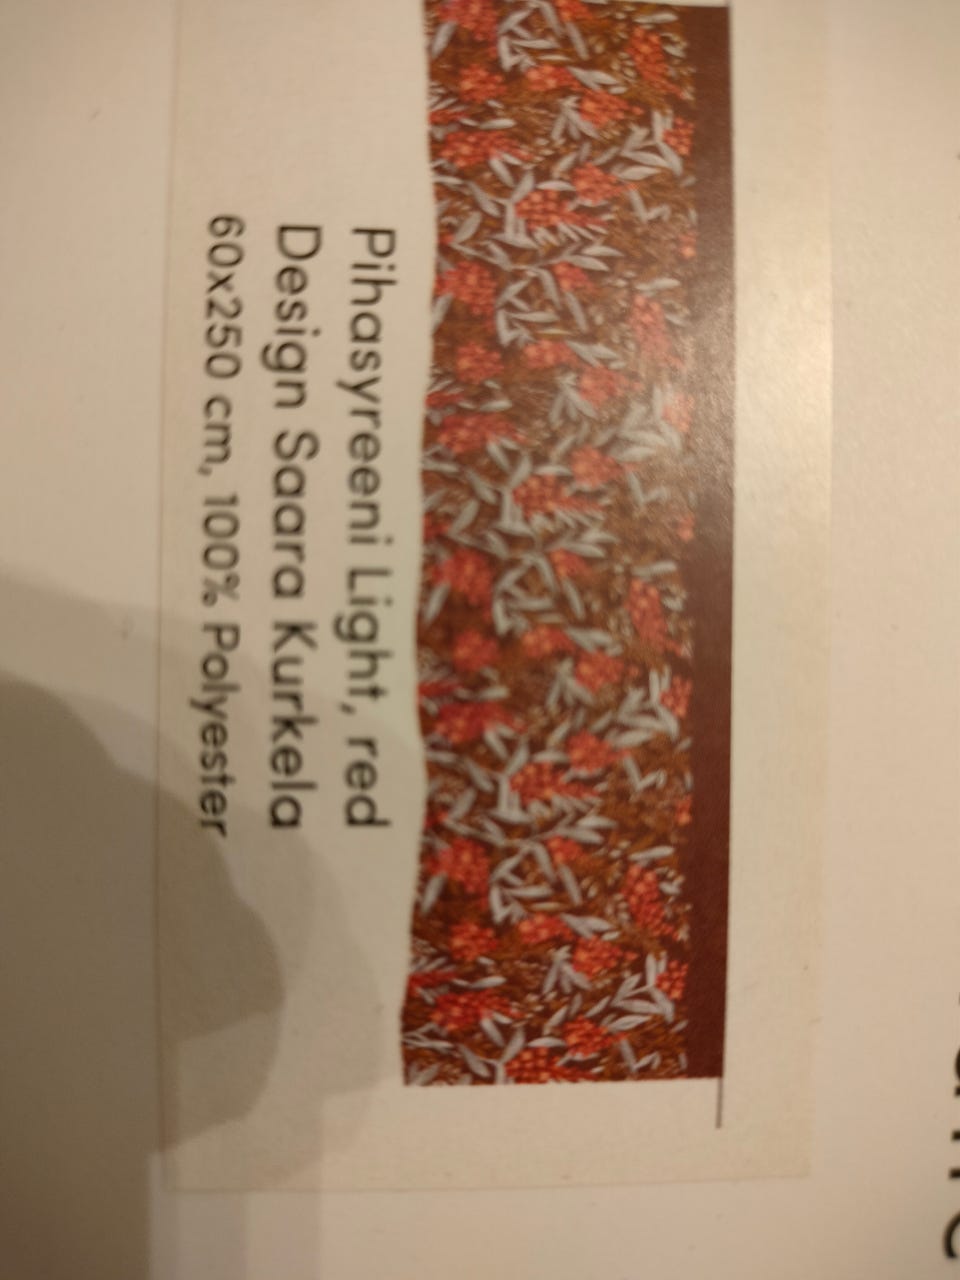 Pihasyreeni Light, red
Design Saara Kurkela
60x250 cm, 100% Polyester